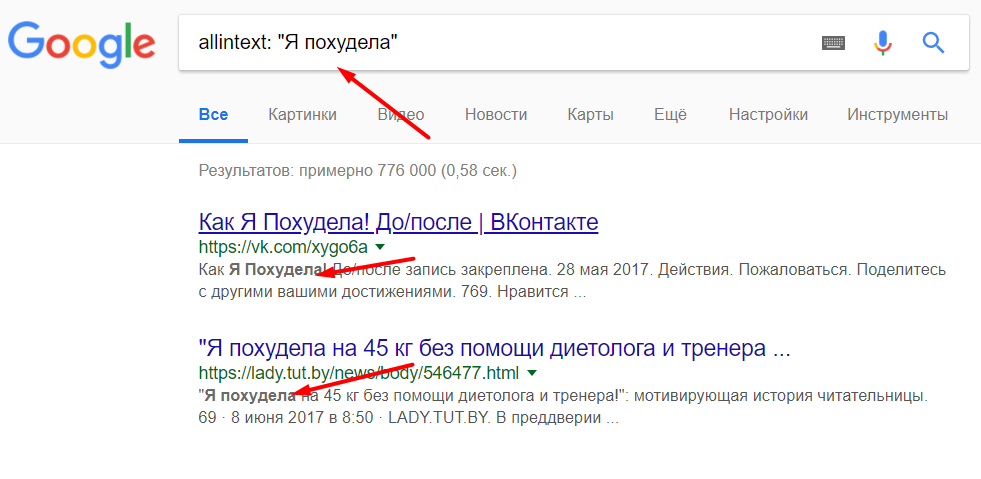 Google
allintext: "Я похудела"
Все Картинки Видео Новости Карты Ещё Настройки Инструменты
Результатов: примерно 776 000 (0,58 сек.)
Как Я Похудела! До/после | ВКонтакте
https://vk.com/xygo6a
Как Я Похудела! До/после запись закреплена. 28 мая 2017. Действия. Пожаловаться. Поделитесь
с другими вашими достижениями. 769. Нравится ...
"Я похудела на 45 кг без помощи диетолога и тренера ...
https://lady.tut.by/news/body/546477.html
"Я похудела на 45 кг без помощи диетолога и тренера!": мотивирующая история читательницы.
69 · 8 июня 2017 в 8:50 · LADY.TUT.BY. В преддверии ...